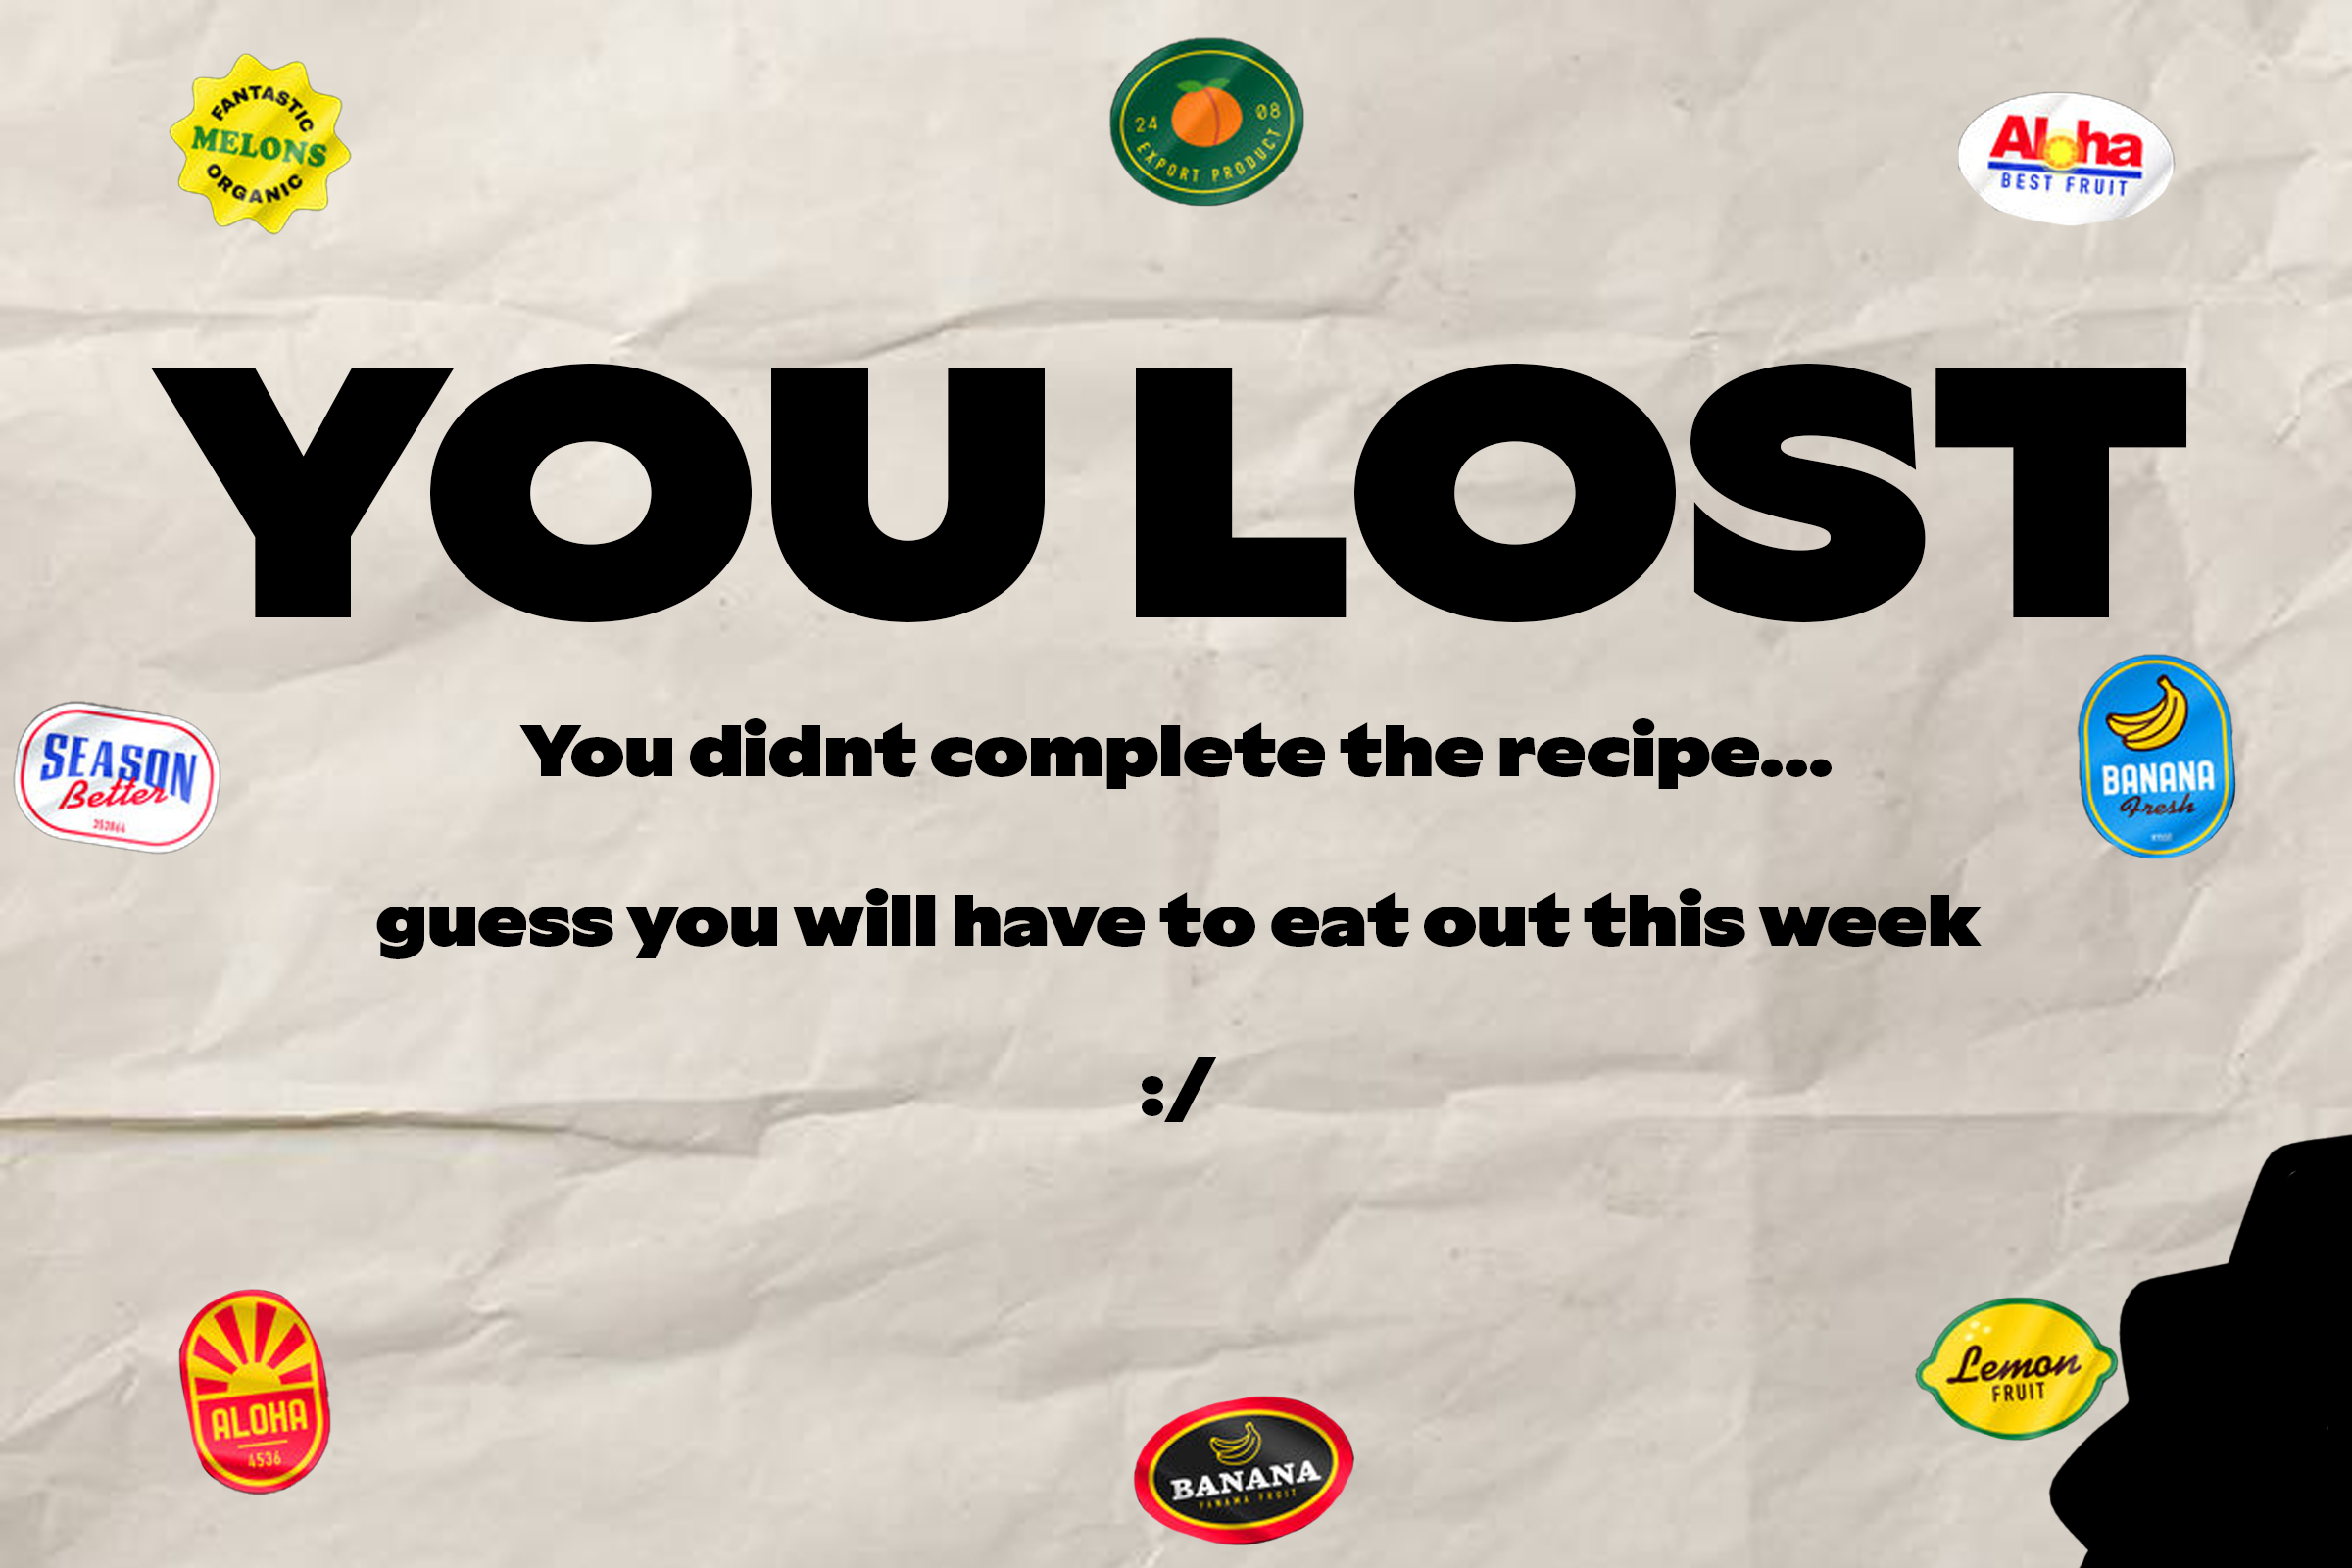 FANTASTIC
MELONS
ORGANIC
24 08
EXPORT PRODUCT
Aloha
BEST FRUIT
YOU LOST
You didnt complete the recipe...
SEASON
Better
BANANA
Fresh
guess you will have to eat out this week
:/
ALOHA
4536
Lemon
FRUIT
BANANA
PANAMA FRUIT